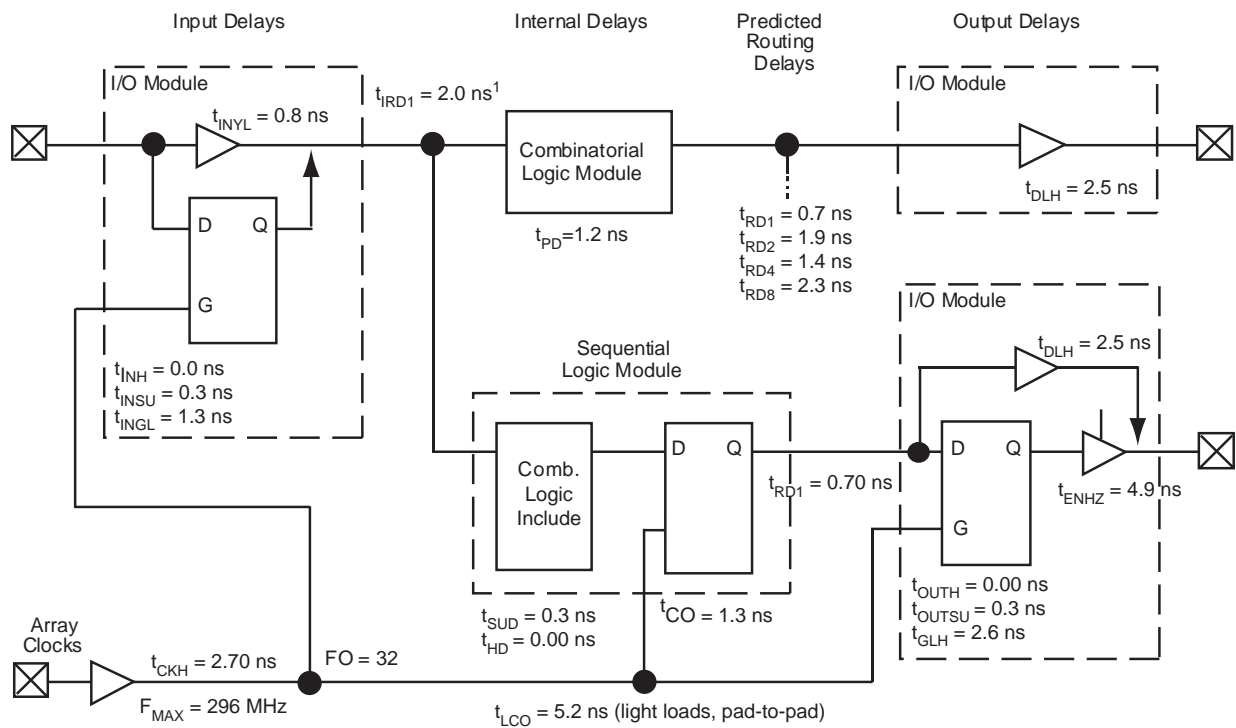 Input Delays
Internal Delays
Predicted
Routing
Delays
Output Delays
I/O Module
t_INYL = 0.8 ns
D Q
G
t_INH = 0.0 ns
t_INSU = 0.3 ns
t_INGL = 1.3 ns
t_IRD1 = 2.0 ns¹
Combinatorial
Logic Module
t_PD=1.2 ns
t_RD1 = 0.7 ns
t_RD2 = 1.9 ns
t_RD4 = 1.4 ns
t_RD8 = 2.3 ns
I/O Module
t_DLH = 2.5 ns
Sequential
Logic Module
Comb.
Logic
Include
D Q
t_SUD = 0.3 ns
t_HD = 0.00 ns
t_CO = 1.3 ns
t_RD1 = 0.70 ns
I/O Module
t_DLH = 2.5 ns
D Q
G
t_ENHZ = 4.9 ns
t_OUTH = 0.00 ns
t_OUTSU = 0.3 ns
t_GLH = 2.6 ns
Array
Clocks
t_CKH = 2.70 ns
FO = 32
F_MAX = 296 MHz
t_LCO = 5.2 ns (light loads, pad-to-pad)